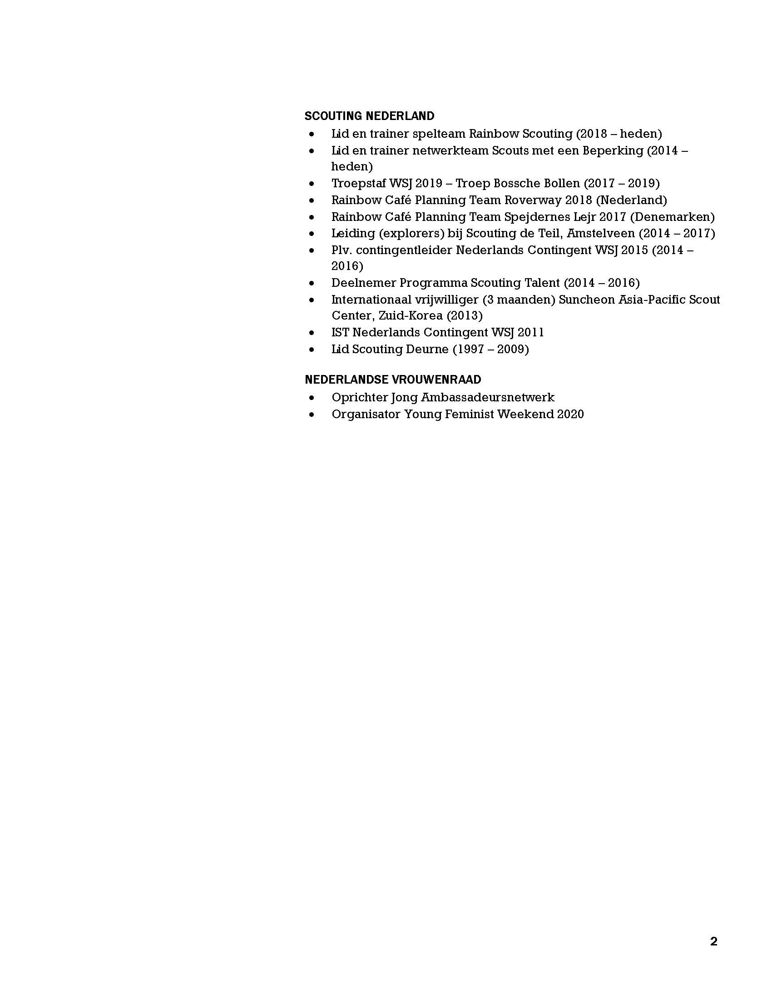 SCOUTING NEDERLAND
• Lid en trainer spelteam Rainbow Scouting (2018 – heden)
• Lid en trainer netwerkteam Scouts met een Beperking (2014 –
heden)
• Troepstaf WSJ 2019 – Troep Bossche Bollen (2017 – 2019)
• Rainbow Café Planning Team Roverway 2018 (Nederland)
• Rainbow Café Planning Team Spejdernes Lejr 2017 (Denemarken)
• Leiding (explorers) bij Scouting de Teil, Amstelveen (2014 – 2017)
• Plv. contingentleider Nederlands Contingent WSJ 2015 (2014 –
2016)
• Deelnemer Programma Scouting Talent (2014 – 2016)
• Internationaal vrijwilliger (3 maanden) Suncheon Asia-Pacific Scout
Center, Zuid-Korea (2013)
• IST Nederlands Contingent WSJ 2011
• Lid Scouting Deurne (1997 – 2009)
NEDERLANDSE VROUWENRAAD
• Oprichter Jong Ambassadeursnetwerk
• Organisator Young Feminist Weekend 2020
2